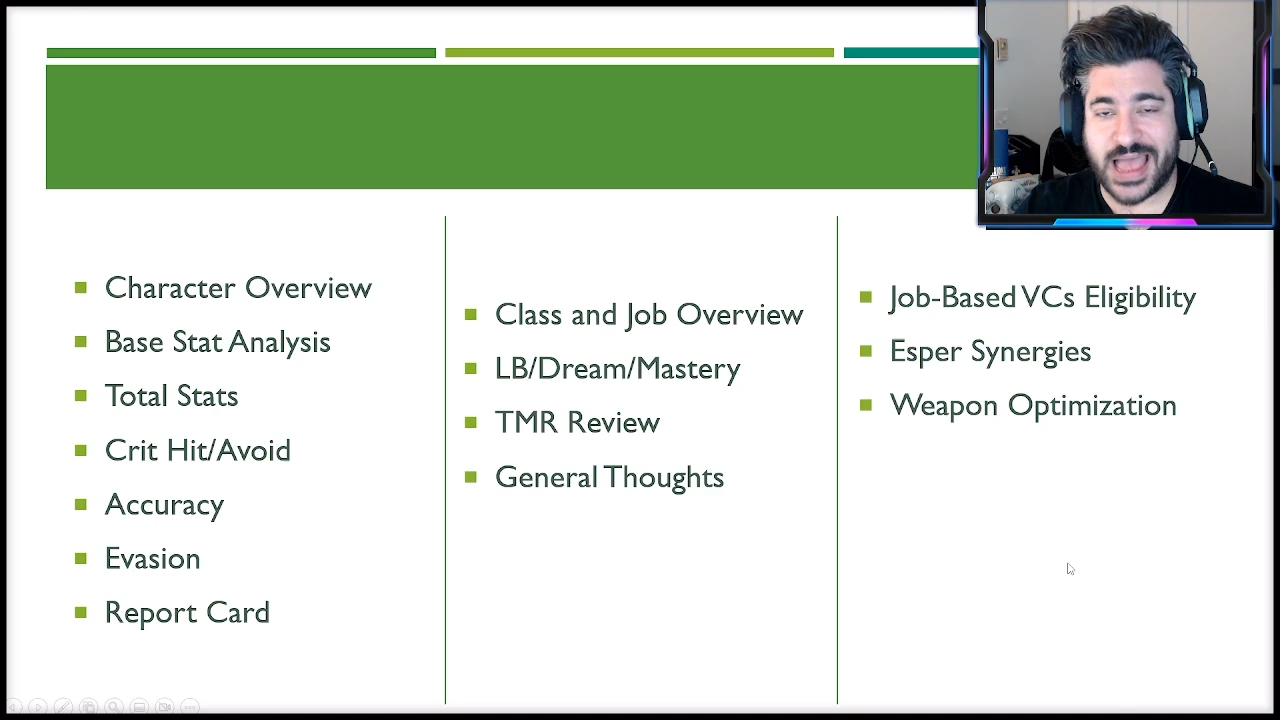 Character Overview
Base Stat Analysis
Total Stats
Crit Hit/Avoid
Accuracy
Evasion
Report Card
Class and Job Overview
LB/Dream/Mastery
TMR Review
General Thoughts
Job-Based VCs Eligibility
Esper Synergies
Weapon Optimization